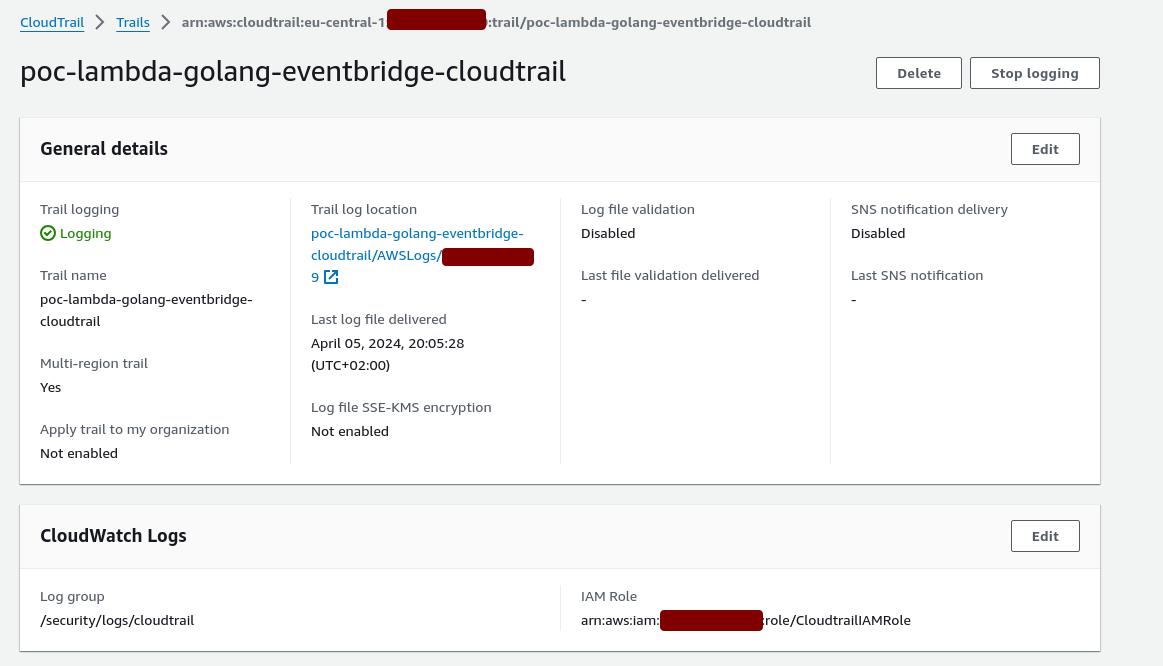 CloudTrail > Trails > arn:aws:cloudtrail:eu-central-1: :trail/poc-lambda-golang-eventbridge-cloudtrail
poc-lambda-golang-eventbridge-cloudtrail
Delete
Stop logging
General details
Edit
Trail logging
Logging
Trail name
poc-lambda-golang-eventbridge-
cloudtrail
Multi-region trail
Yes
Apply trail to my organization
Not enabled
Trail log location
poc-lambda-golang-eventbridge-
cloudtrail/AWSLogs/
9
Last log file delivered
April 05, 2024, 20:05:28
(UTC+02:00)
Log file SSE-KMS encryption
Not enabled
Log file validation
Disabled
Last file validation delivered
-
SNS notification delivery
Disabled
Last SNS notification
-
CloudWatch Logs
Edit
Log group
/security/logs/cloudtrail
IAM Role
arn:aws:iam: :role/CloudtrailIAMRole